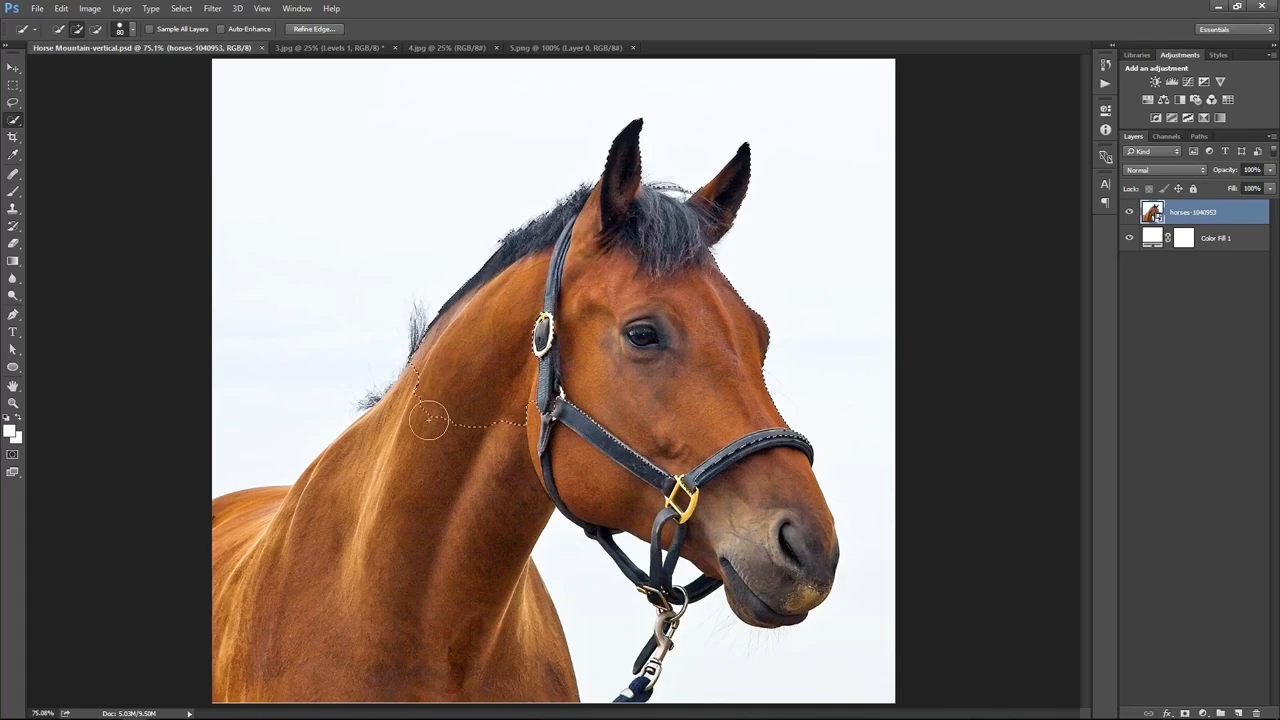 Ps File Edit Image Layer Type Select Filter 3D View Window Help
80 Sample All Layers Auto-Enhance Refine Edge... Essentials
Horse Mountain-vertical.psd @ 75.1% (horses-1040953, RGB/8) × 3.jpg @ 25% (Levels 1, RGB/8) * × 4.jpg @ 25% (RGB/8#) × 5.png @ 100% (Layer 0, RGB/8#) ×
Libraries Adjustments Styles
Add an adjustment
Layers Channels Paths
Kind
Normal Opacity: 100%
Lock: Fill: 100%
horses-1040953
Color Fill 1
75.08% Doc: 5.03M/9.50M